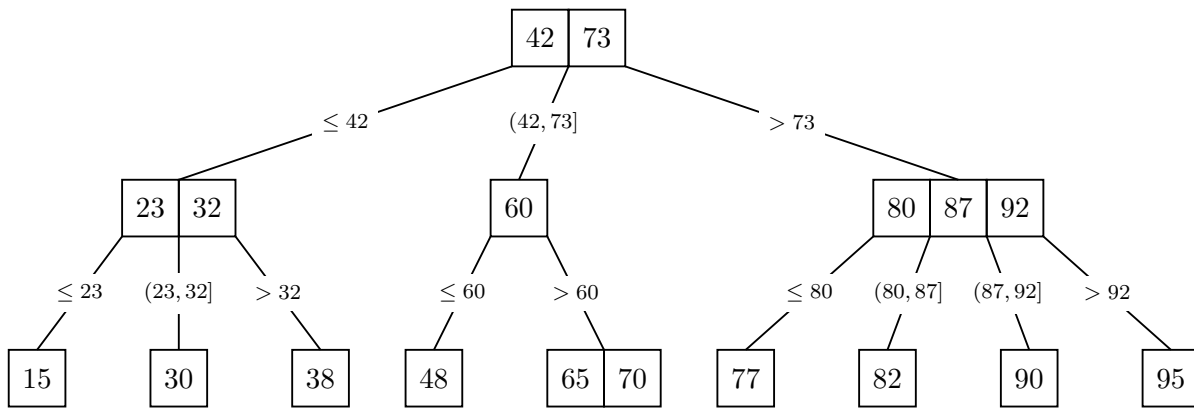 42 73
≤ 42 (42, 73] > 73
23 32 60 80 87 92
≤ 23 (23, 32] > 32 ≤ 60 > 60 ≤ 80 (80, 87] (87, 92] > 92
15 30 38 48 65 70 77 82 90 95